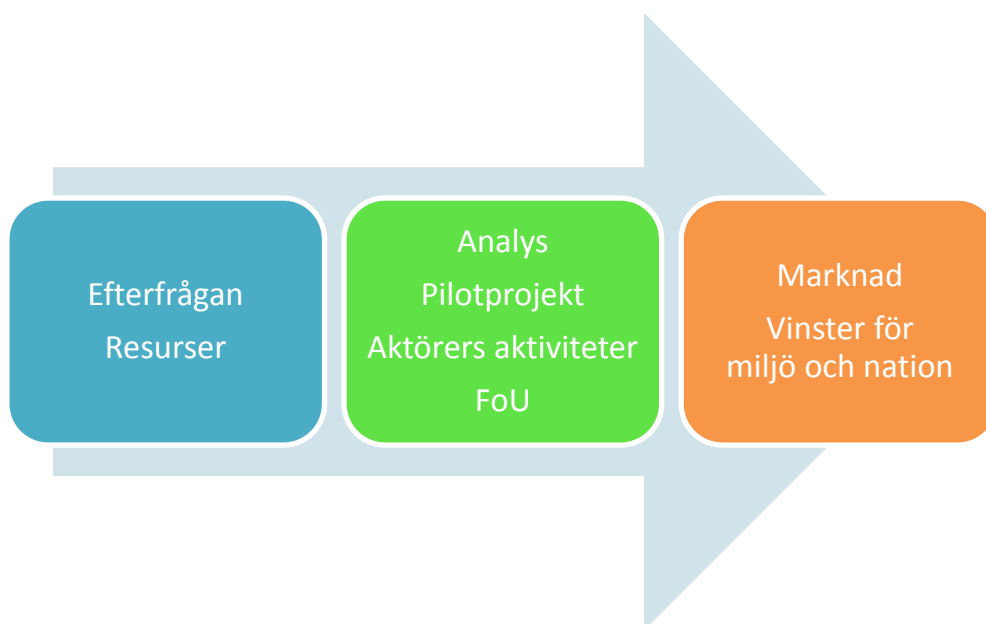 Efterfrågan
Resurser
Analys
Pilotprojekt
Aktörers aktiviteter
FoU
Marknad
Vinster för
miljö och nation